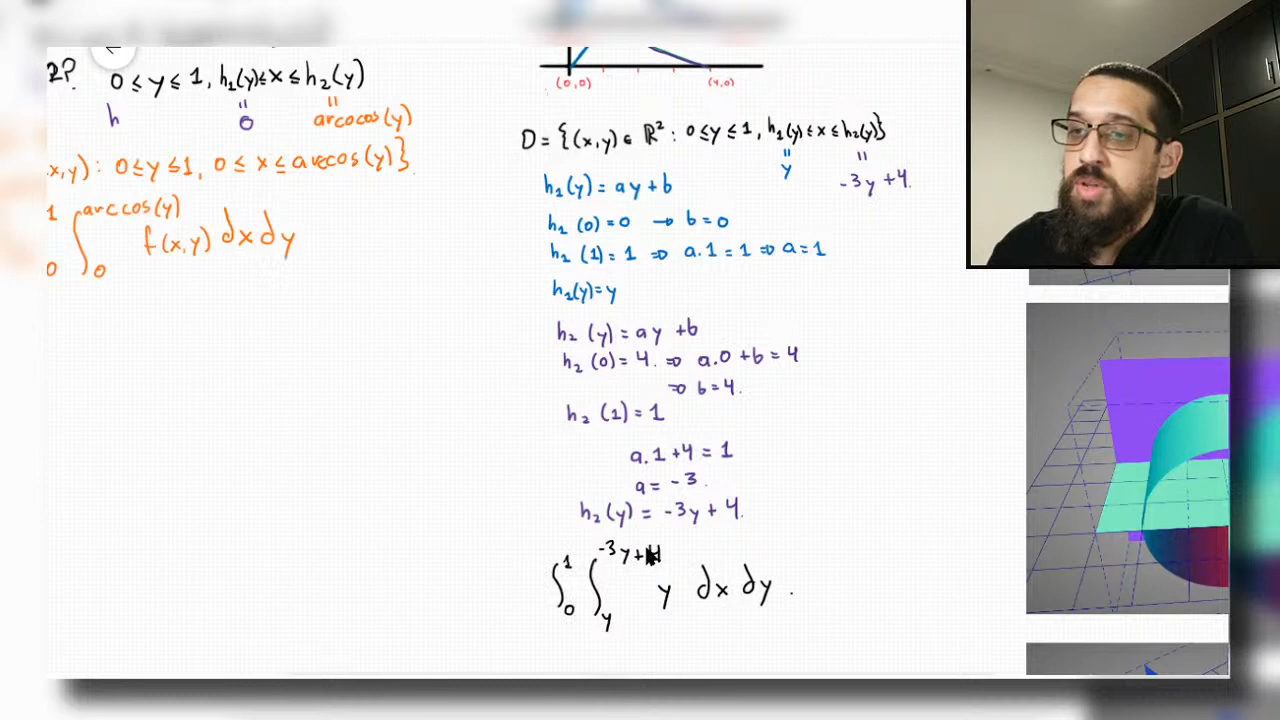 2? 0 ≤ y ≤ 1, h₁(y) ≤ x ≤ h₂(y)
h
"
0
"
arcocos(y)
x,y) : 0 ≤ y ≤ 1, 0 ≤ x ≤ arccos(y)}.
1 ∫ arccos(y) f(x,y) dx dy
0 0
(0,0) (4,0)
D = {(x,y) ∈ ℝ² : 0 ≤ y ≤ 1, h₁(y) ≤ x ≤ h₂(y)}
" "
y -3y + 4.
h₁(y) = ay + b
h₁(0) = 0 → b = 0
h₁(1) = 1 ⇒ a.1 = 1 ⇒ a = 1
h₁(y) = y
h₂(y) = ay + b
h₂(0) = 4. ⇒ a.0 + b = 4
⇒ b = 4.
h₂(1) = 1
a.1 + 4 = 1
a = -3.
h₂(y) = -3y + 4.
∫₀¹ ∫ᵧ^(-3y+4) y dx dy.